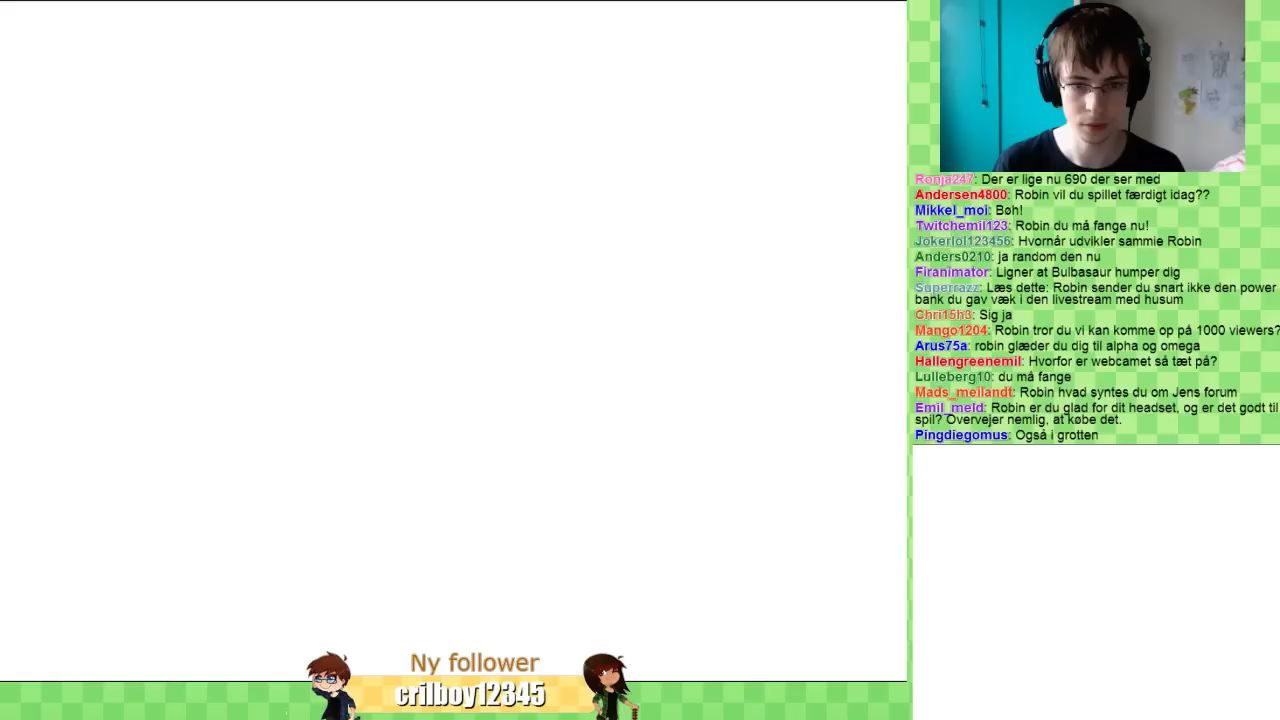 Ronja247: Der er lige nu 690 der ser med
Andersen4800: Robin vil du spillet færdigt idag??
Mikkel_moi: Bøh!
Twitchemil123: Robin du må fange nu!
Jokerlol123456: Hvornår udvikler sammie Robin
Anders0210: ja random den nu
Firanimator: Ligner at Bulbasaur humper dig
Superrazz: Læs dette: Robin sender du snart ikke den power
bank du gav væk i den livestream med husum
Chri15h3: Sig ja
Mango1204: Robin tror du vi kan komme op på 1000 viewers?
Arus75a: robin glæder du dig til alpha og omega
Hallengreenemil: Hvorfor er webcamet så tæt på?
Lulleberg10: du må fange
Mads_meilandt: Robin hvad syntes du om Jens forum
Emil_meld: Robin er du glad for dit headset, og er det godt til
spil? Overvejer nemlig, at købe det.
Pingdiegomus: Også i grotten
Ny follower
crilboy12345